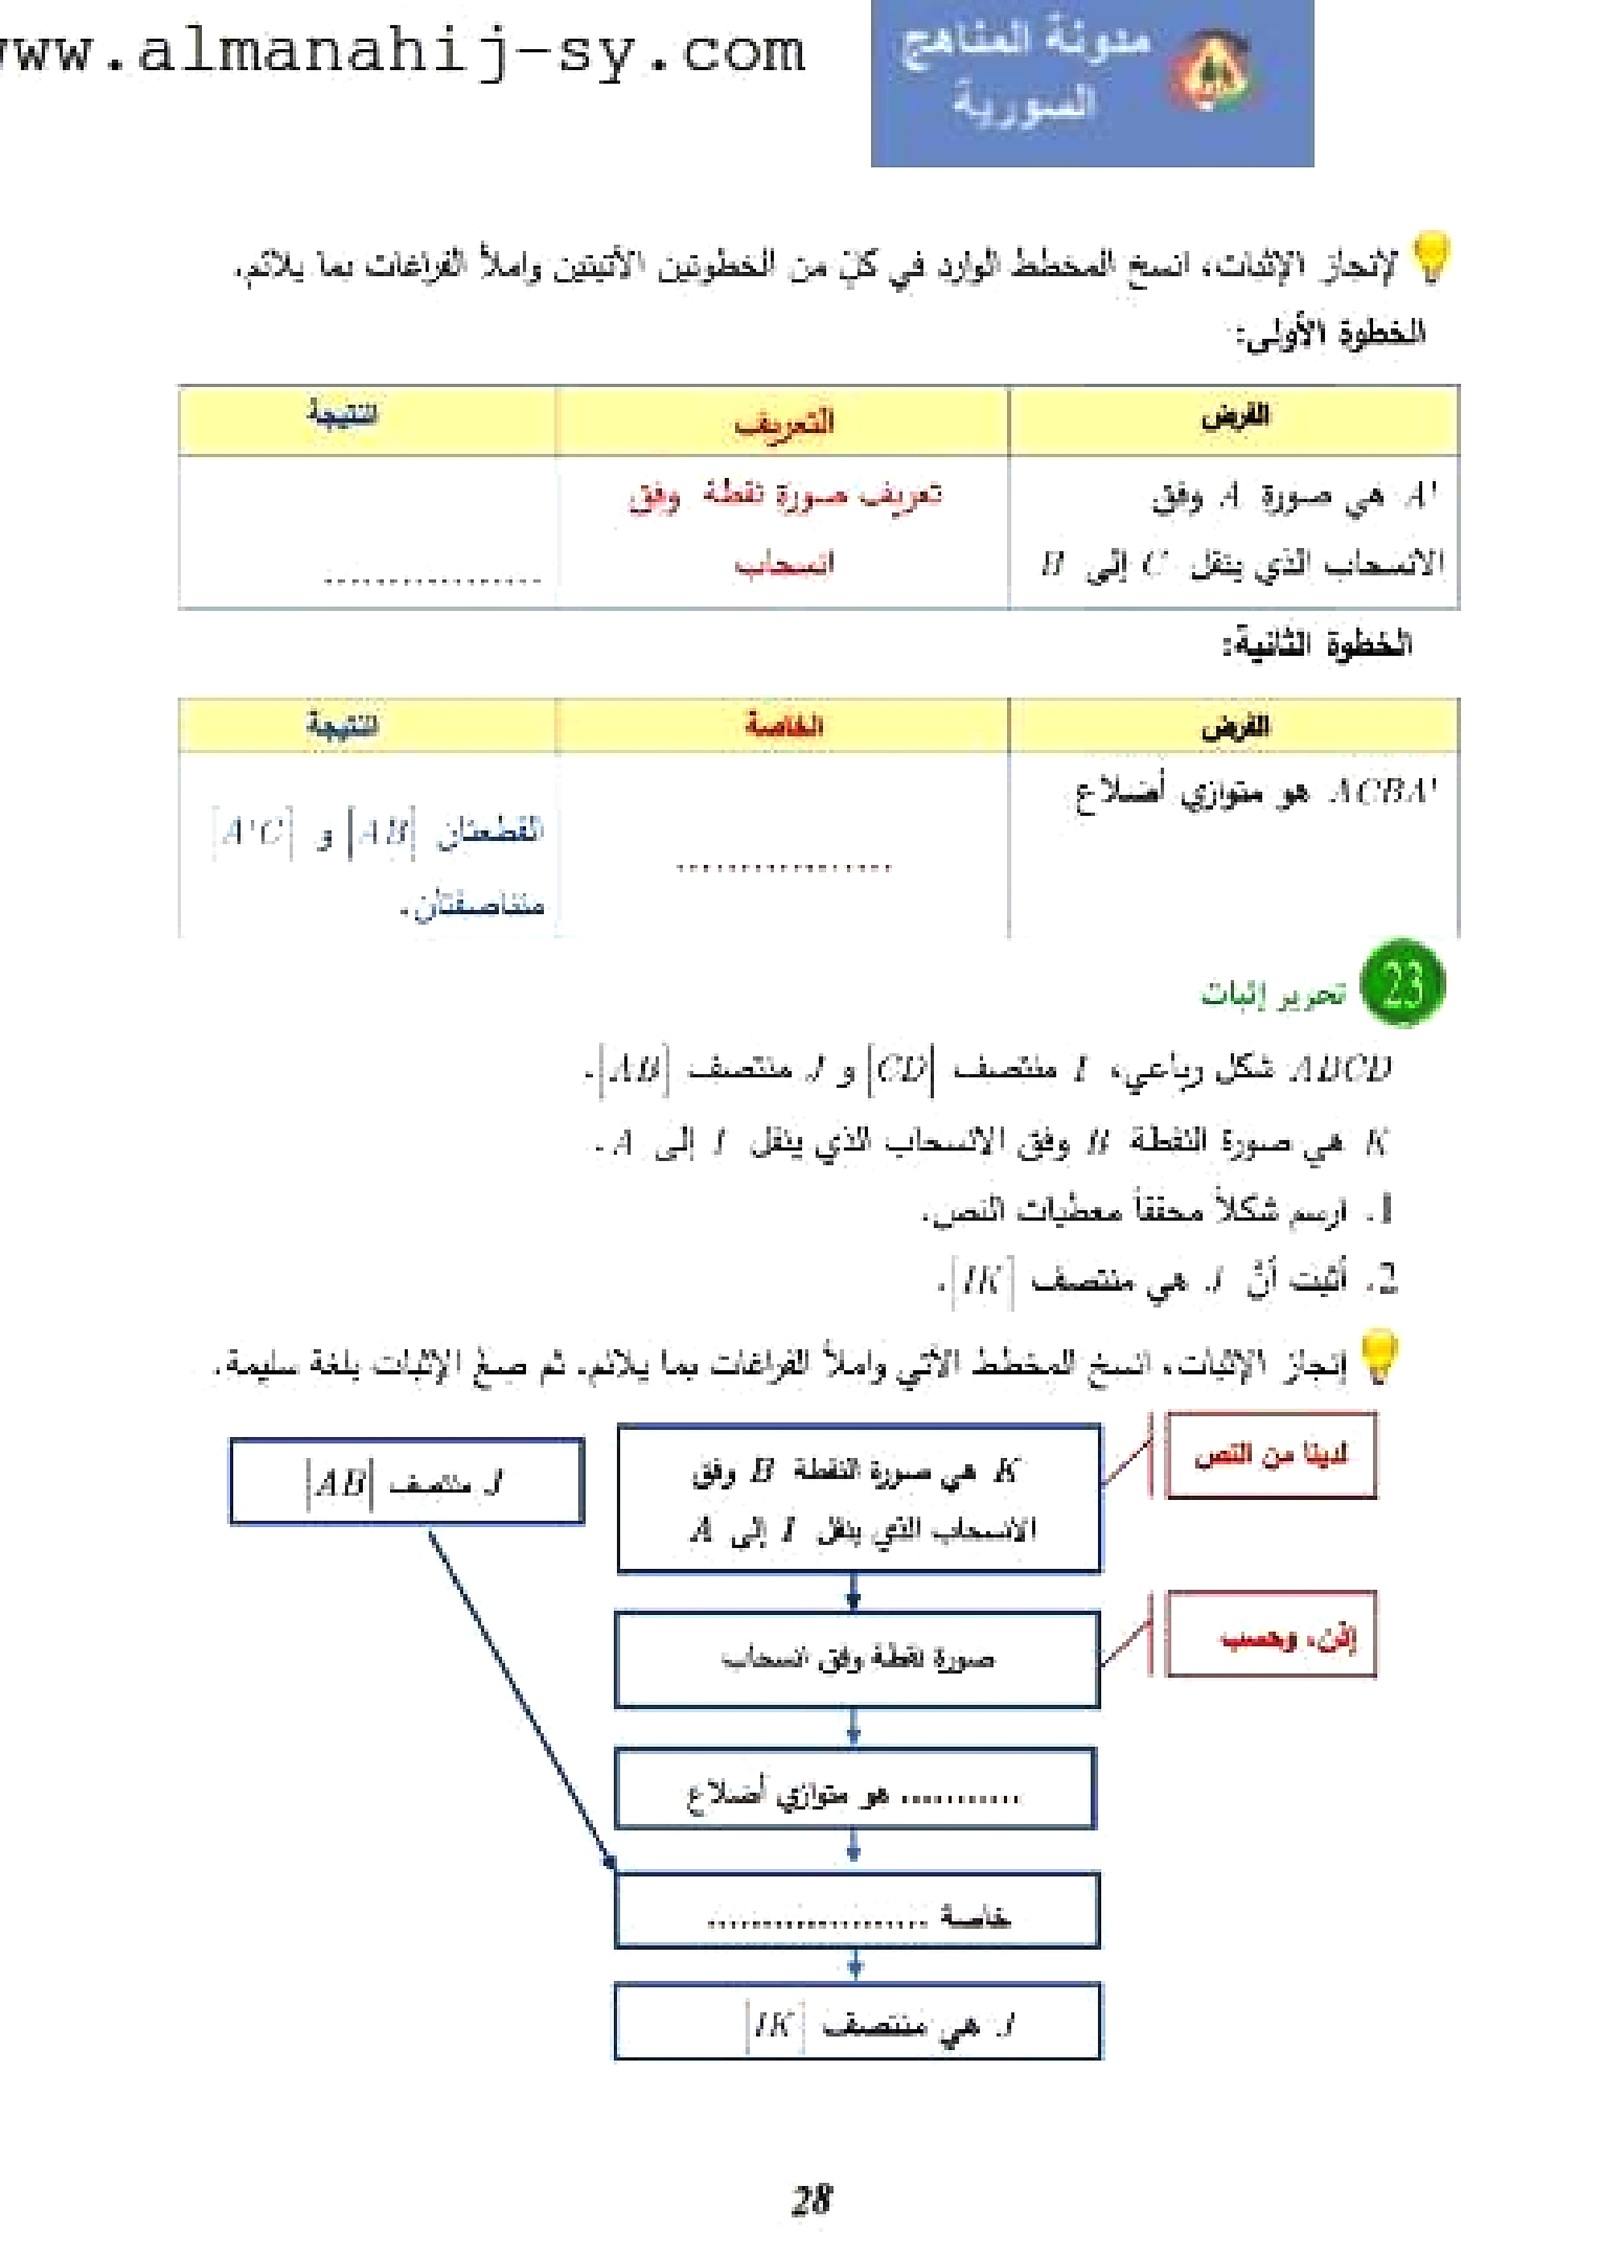 www.almanahij-sy.com
مدونة المناهج
السورية
لإنجاز الإثبات، انسخ المخطط الوارد في كلّ من الخطوتين الآتيتين واملأ الفراغات بما يلائم.
الخطوة الأولى:
الفرض التعريف النتيجة
A' هي صورة A وفق تعريف صورة نقطة وفق
الانسحاب الذي ينقل C إلى B انسحاب ................
الخطوة الثانية:
الفرض الخاصة النتيجة
ACBA' هو متوازي أضلاع
................ القطعتان [AB] و [A'C]
متناصفتان.
23 تحرير إثبات
ABCD شكل رباعي، I منتصف [CD] و J منتصف [AB].
K هي صورة النقطة B وفق الانسحاب الذي ينقل I إلى A.
1. ارسم شكلاً محققاً معطيات النص.
2. أثبت أنّ J هي منتصف [IK].
إنجاز الإثبات، انسخ المخطط الآتي واملأ الفراغات بما يلائم. ثم صغ الإثبات بلغة سليمة.
لدينا من النص
K هي صورة النقطة B وفق
الانسحاب الذي ينقل I إلى A
J منتصف [AB]
إذن، وحسب
صورة نقطة وفق انسحاب
........... هو متوازي أضلاع
خاصة ....................
J هي منتصف [IK]
28